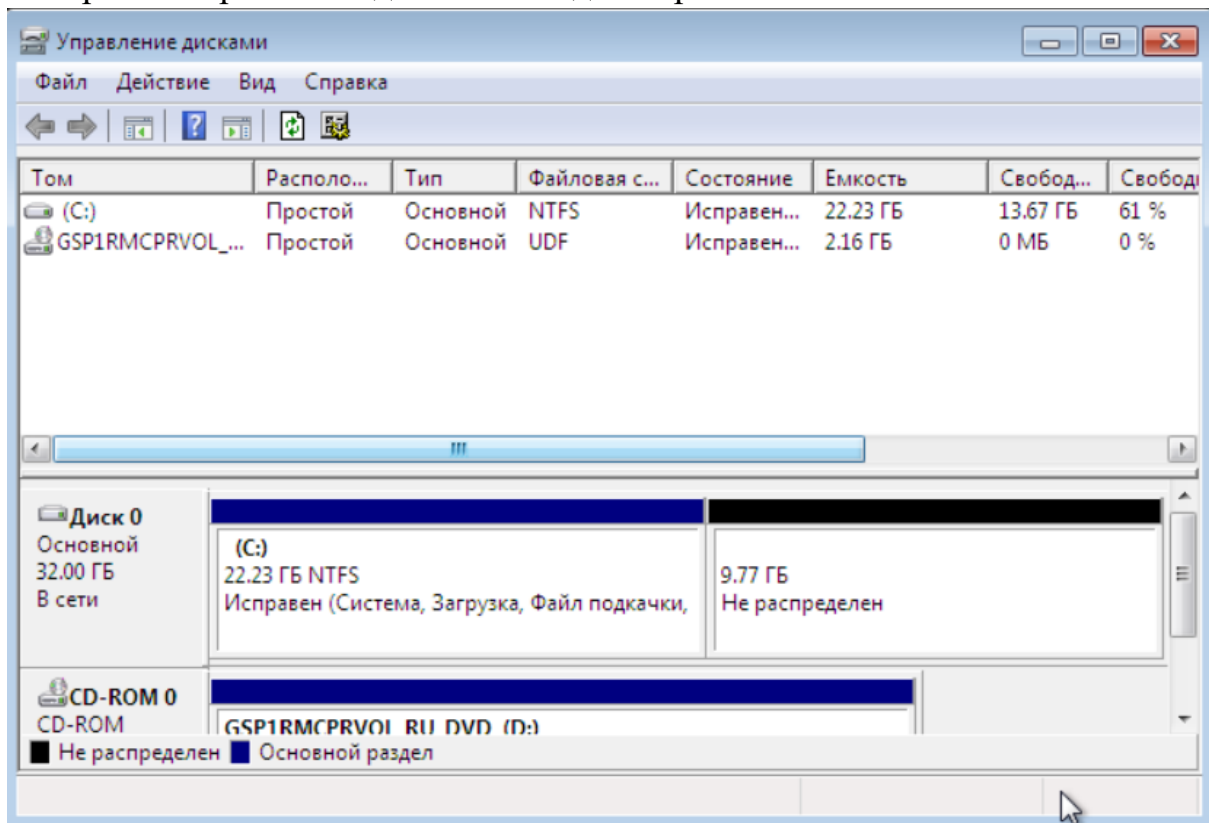 Управление дисками
Файл Действие Вид Справка
Том Располо... Тип Файловая с... Состояние Емкость Свобод... Свободн
(C:) Простой Основной NTFS Исправен... 22.23 ГБ 13.67 ГБ 61 %
GSP1RMCPRVOL_... Простой Основной UDF Исправен... 2.16 ГБ 0 МБ 0 %
Диск 0
Основной
32.00 ГБ
В сети
(C:)
22.23 ГБ NTFS
Исправен (Система, Загрузка, Файл подкачки,
9.77 ГБ
Не распределен
CD-ROM 0
CD-ROM
GSP1RMCPRVOL_RU_DVD (D:)
Не распределен Основной раздел